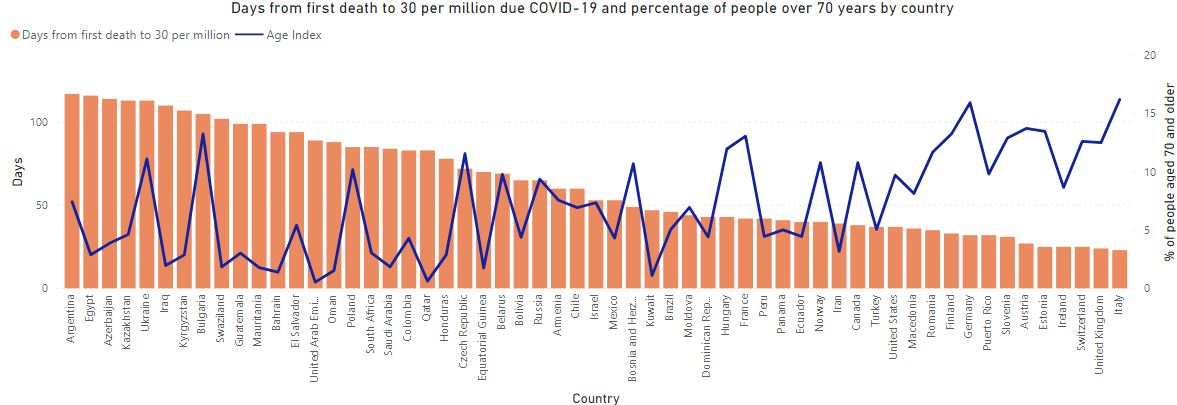 Days from first death to 30 per million due COVID-19 and percentage of people over 70 years by country
Days from first death to 30 per million
Age Index
20
15
10
5
0
% of people aged 70 and older
100
50
0
Days
Argentina
Egypt
Azerbaijan
Kazakhstan
Ukraine
Iraq
Kyrgyzstan
Bulgaria
Swaziland
Guatemala
Mauritania
Bahrain
El Salvador
United Arab Emi...
Oman
Poland
South Africa
Saudi Arabia
Colombia
Qatar
Honduras
Czech Republic
Equatorial Guinea
Belarus
Bolivia
Russia
Armenia
Chile
Israel
Mexico
Bosnia and Herz...
Kuwait
Brazil
Moldova
Dominican Rep...
Hungary
France
Peru
Panama
Ecuador
Norway
Iran
Canada
Turkey
United States
Macedonia
Romania
Finland
Germany
Puerto Rico
Slovenia
Austria
Estonia
Ireland
Switzerland
United Kingdom
Italy
Country